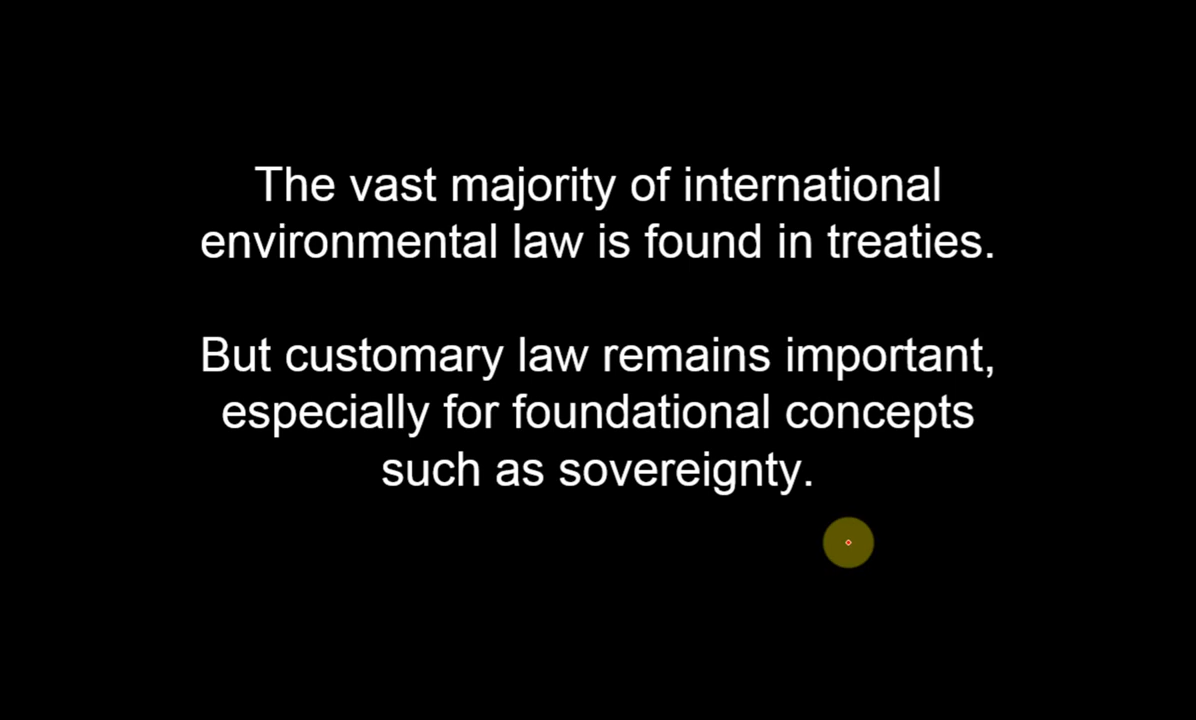 The vast majority of international
environmental law is found in treaties.
But customary law remains important,
especially for foundational concepts
such as sovereignty.